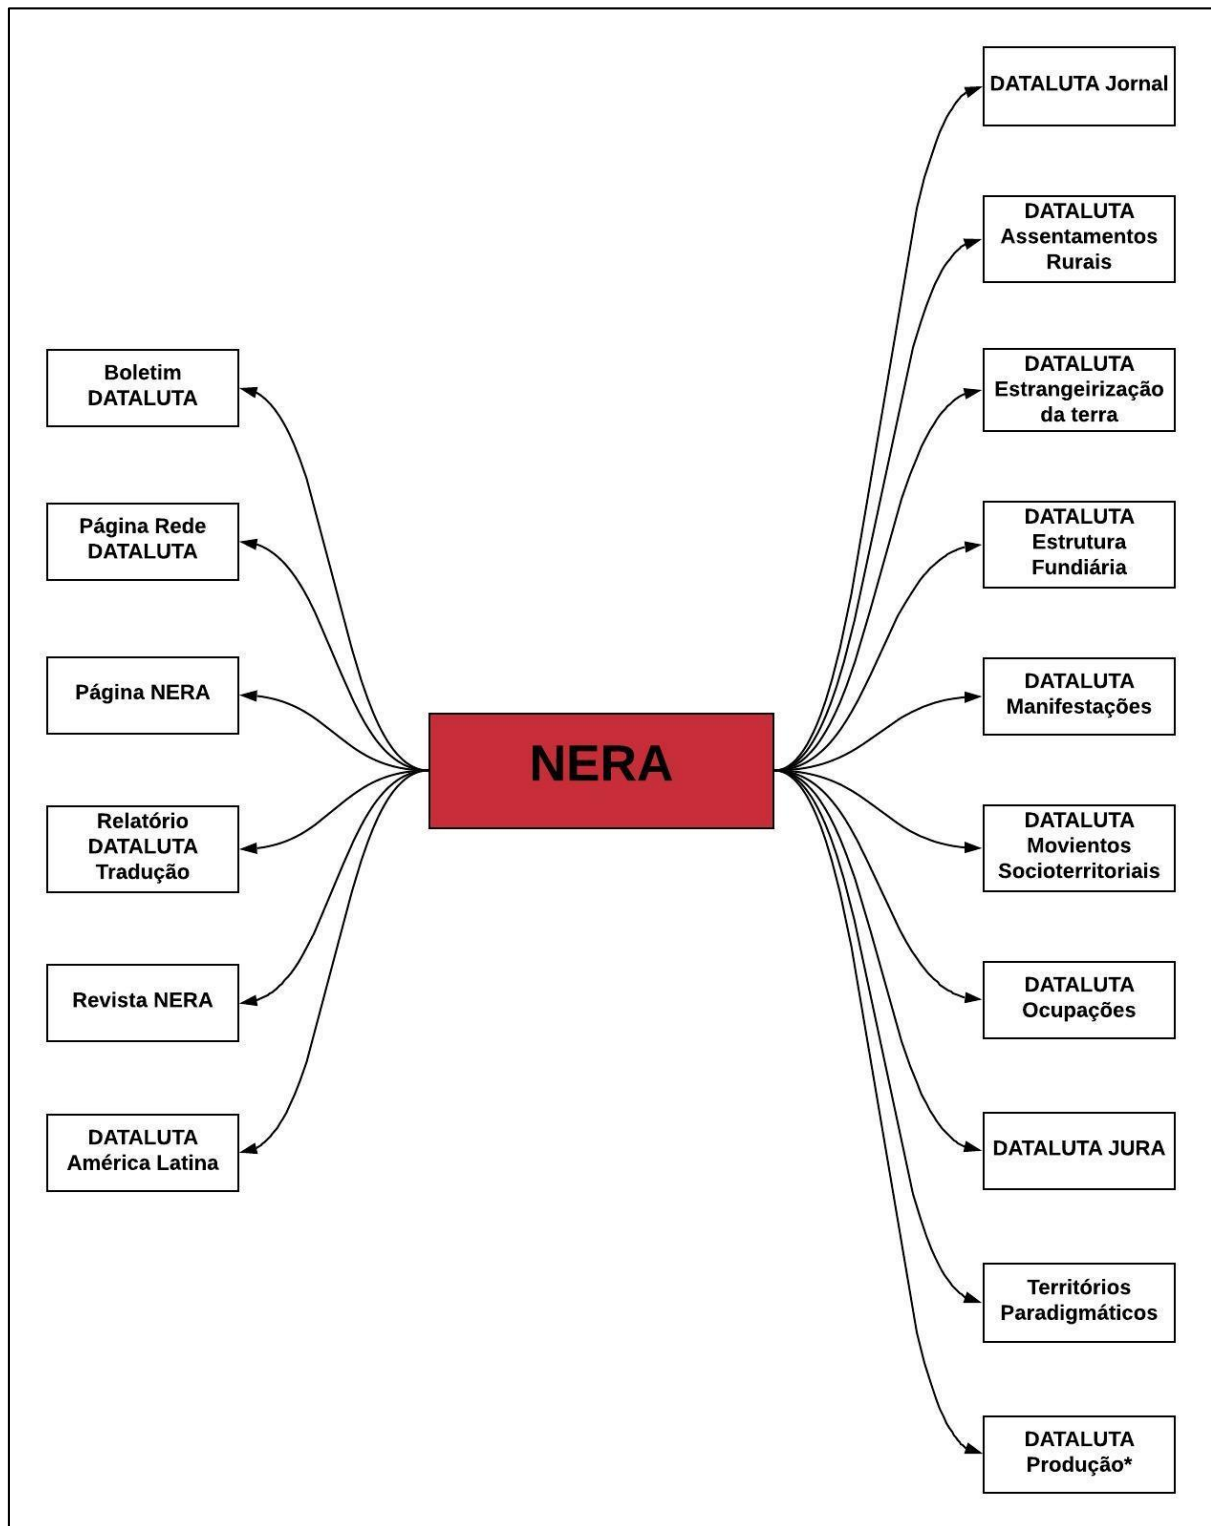 Boletim
DATALUTA
Página Rede
DATALUTA
Página NERA
Relatório
DATALUTA
Tradução
Revista NERA
DATALUTA
América Latina
NERA
DATALUTA Jornal
DATALUTA
Assentamentos
Rurais
DATALUTA
Estrangeirização
da terra
DATALUTA
Estrutura
Fundiária
DATALUTA
Manifestações
DATALUTA
Movientos
Socioterritoriais
DATALUTA
Ocupações
DATALUTA JURA
Territórios
Paradigmáticos
DATALUTA
Produção*